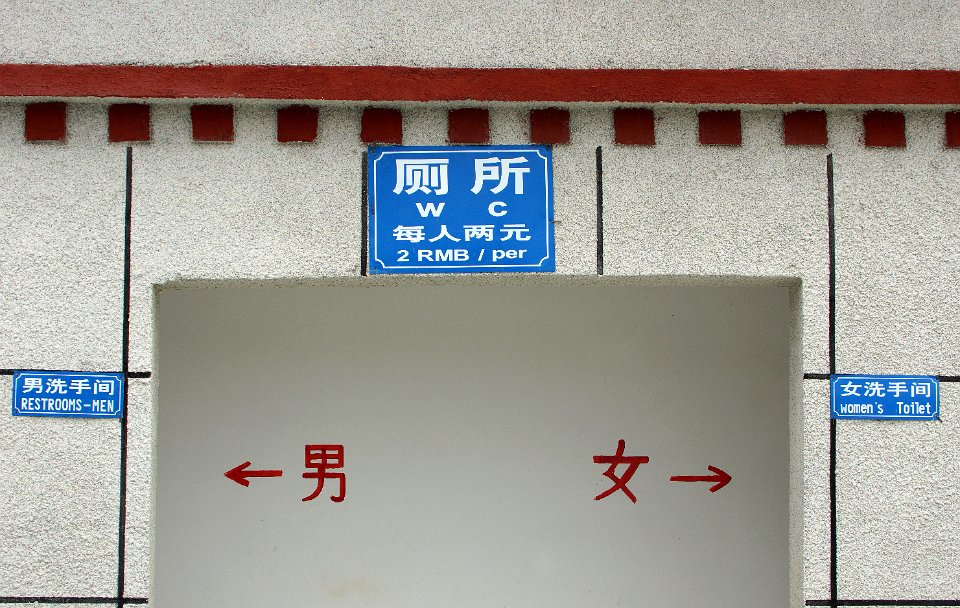 厕所
W C
每人两元
2 RMB / per
男洗手间
RESTROOMS-MEN
女洗手间
women's Toilet
← 男
女 →